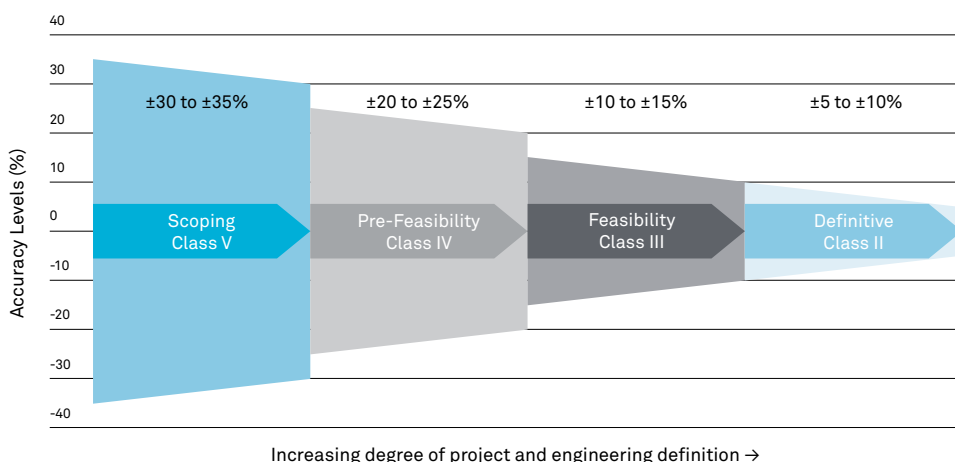 40
30
±30 to ±35%
±20 to ±25%
±10 to ±15%
±5 to ±10%
20
10
Accuracy Levels (%)
0
Scoping
Class V
Pre-Feasibility
Class IV
Feasibility
Class III
Definitive
Class II
-10
-20
-30
-40
Increasing degree of project and engineering definition →